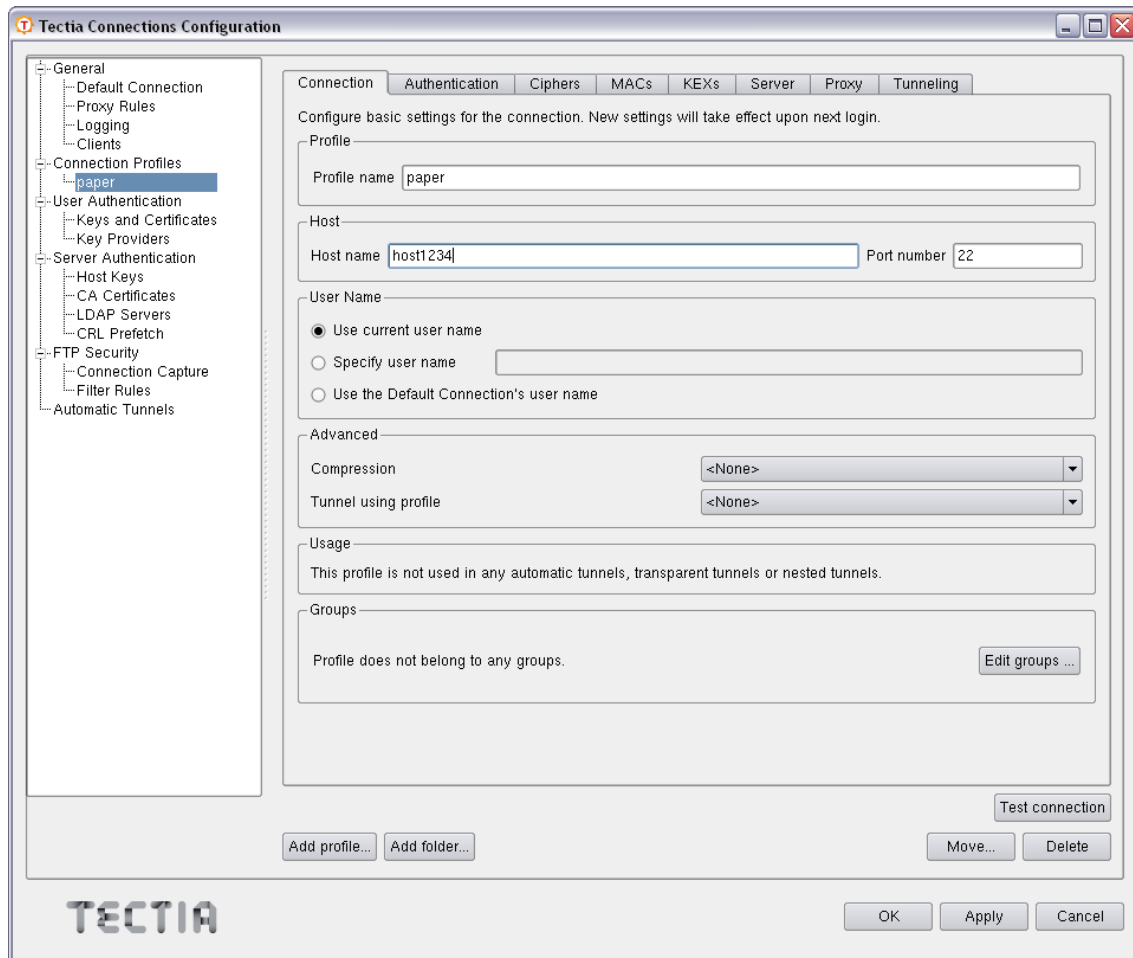 Tectia Connections Configuration
General
Default Connection
Proxy Rules
Logging
Clients
Connection Profiles
paper
User Authentication
Keys and Certificates
Key Providers
Server Authentication
Host Keys
CA Certificates
LDAP Servers
CRL Prefetch
FTP Security
Connection Capture
Filter Rules
Automatic Tunnels
Connection Authentication Ciphers MACs KEXs Server Proxy Tunneling
Configure basic settings for the connection. New settings will take effect upon next login.
Profile
Profile name paper
Host
Host name host1234 Port number 22
User Name
Use current user name
Specify user name
Use the Default Connection's user name
Advanced
Compression <None>
Tunnel using profile <None>
Usage
This profile is not used in any automatic tunnels, transparent tunnels or nested tunnels.
Groups
Profile does not belong to any groups. Edit groups ...
Test connection
Add profile... Add folder... Move... Delete
TECTIA OK Apply Cancel